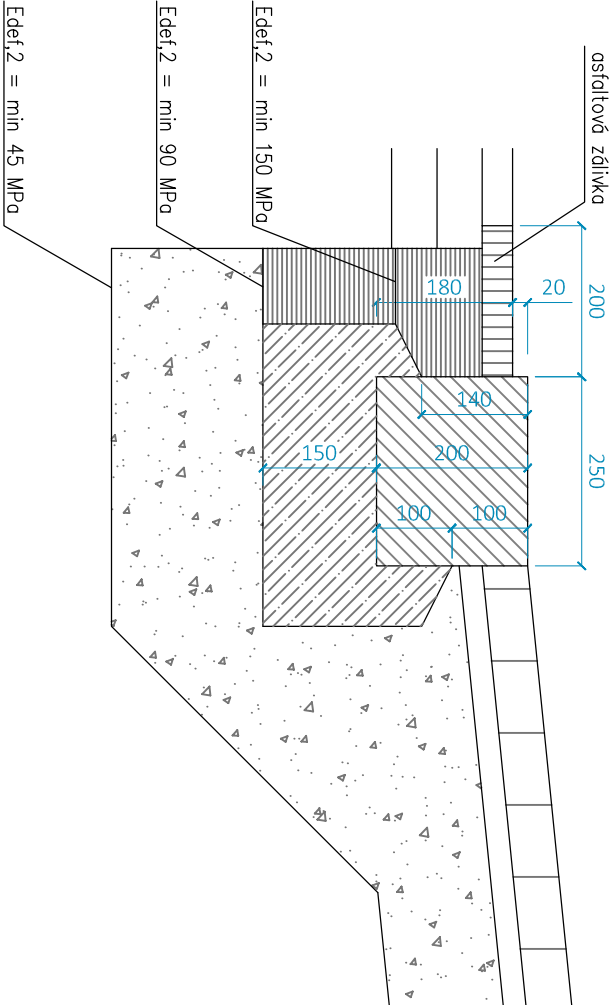 asfaltová zálivka
200
250
20
180
140
200
150
100
100
Edef,2 = min 150 MPa
Edef,2 = min 90 MPa
Edef,2 = min 45 MPa